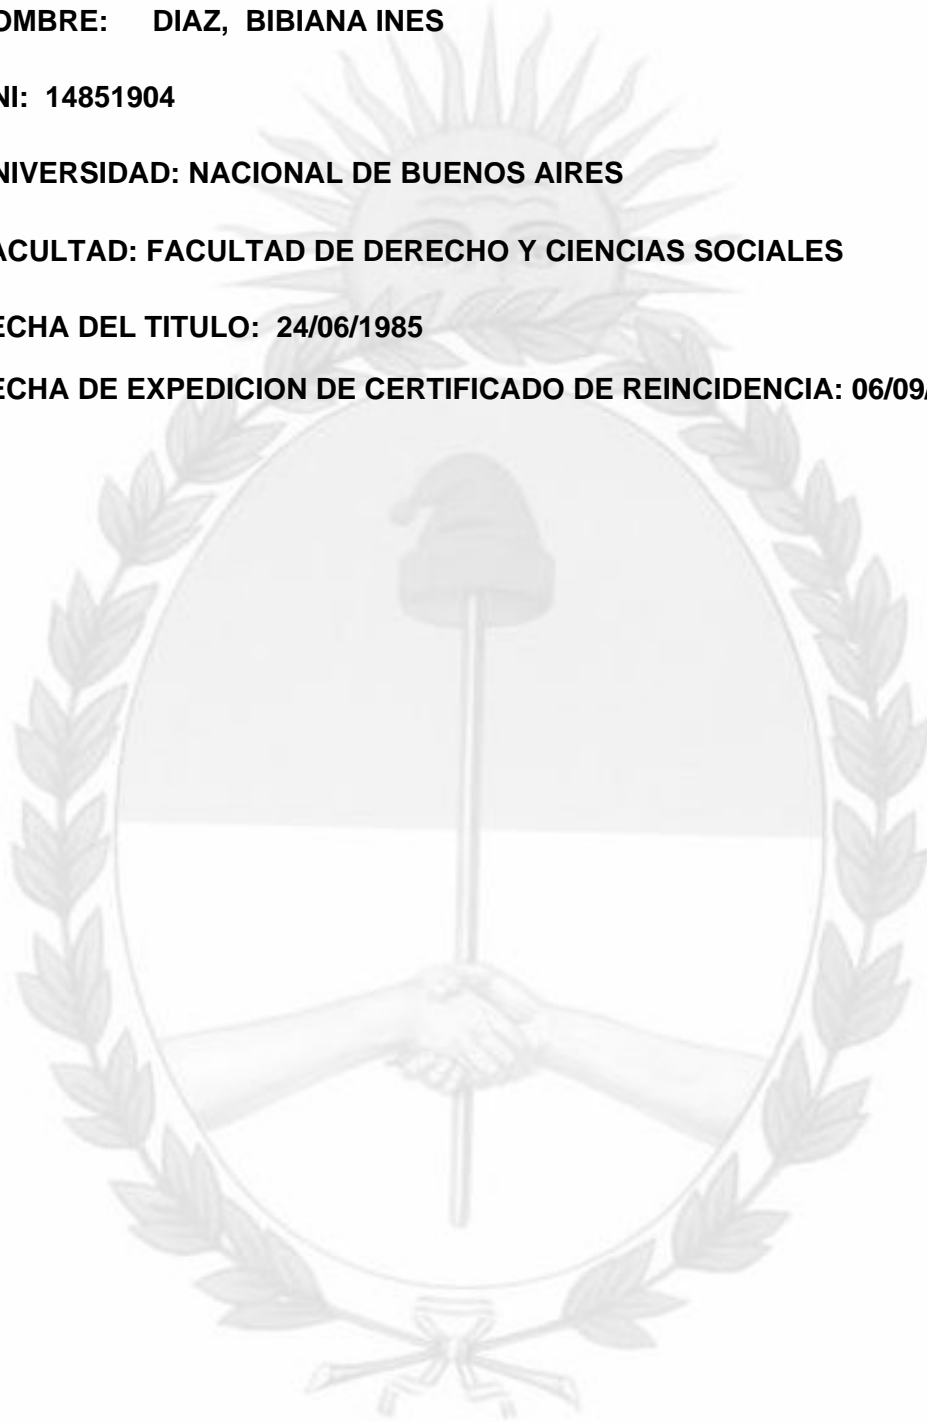 OMBRE: DIAZ, BIBIANA INES
NI: 14851904
NIVERSIDAD: NACIONAL DE BUENOS AIRES
ACULTAD: FACULTAD DE DERECHO Y CIENCIAS SOCIALES
ECHA DEL TITULO: 24/06/1985
ECHA DE EXPEDICION DE CERTIFICADO DE REINCIDENCIA: 06/09/